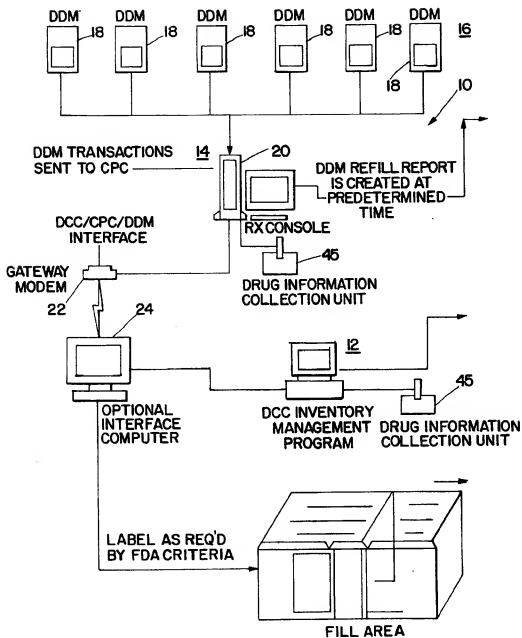 DDM DDM DDM DDM DDM DDM
18 18 18 18 18 18
16
10
14 20
DDM TRANSACTIONS
SENT TO CPC
DDM REFILL REPORT
IS CREATED AT
PREDETERMINED
TIME
RX CONSOLE
DCC/CPC/DDM
INTERFACE
45
GATEWAY
MODEM
22
DRUG INFORMATION
COLLECTION UNIT
24
12
45
OPTIONAL
INTERFACE
COMPUTER
DCC INVENTORY
MANAGEMENT
PROGRAM
DRUG INFORMATION
COLLECTION UNIT
LABEL AS REQ'D
BY FDA CRITERIA
FILL AREA